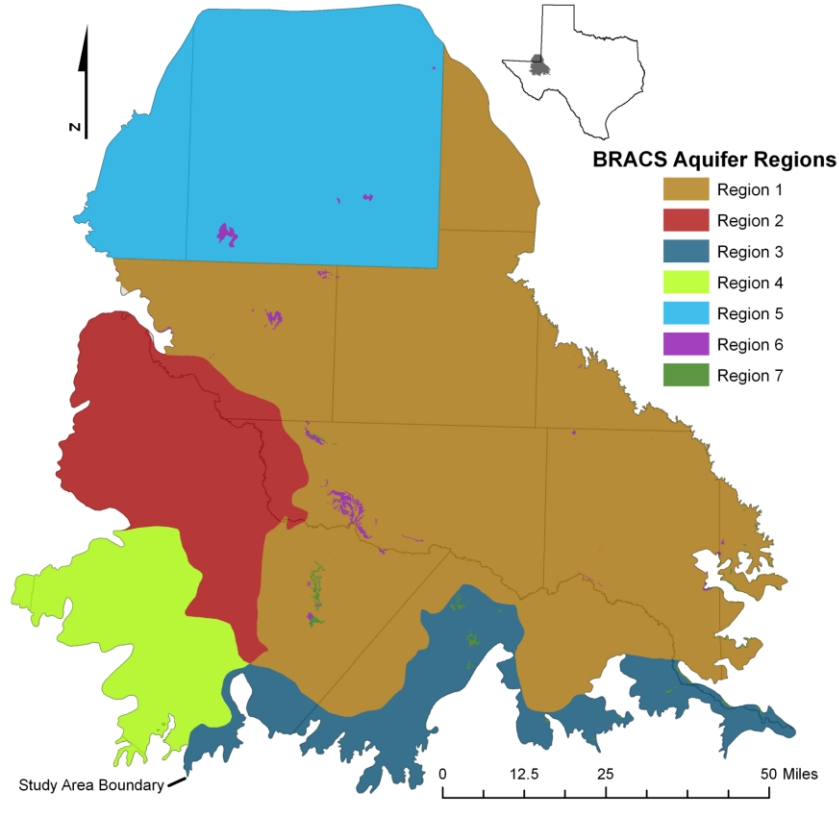 N
BRACS Aquifer Regions
Region 1
Region 2
Region 3
Region 4
Region 5
Region 6
Region 7
Study Area Boundary
0 12.5 25 50 Miles